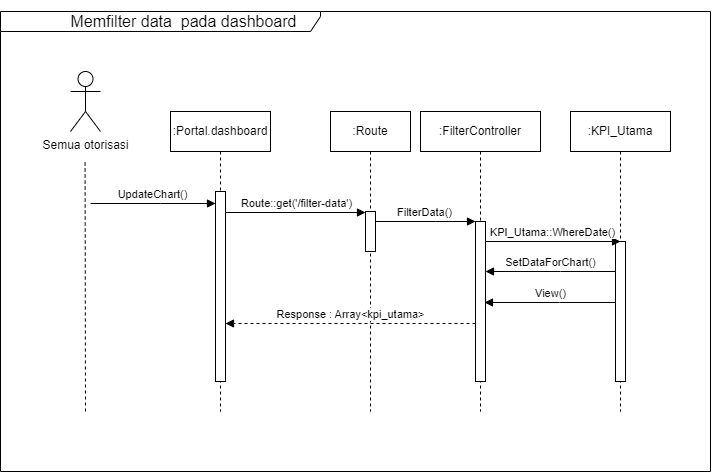 Memfilter data pada dashboard
Semua otorisasi
:Portal.dashboard
:Route
:FilterController
:KPI_Utama
UpdateChart()
Route::get('/filter-data')
FilterData()
KPI_Utama::WhereDate()
SetDataForChart()
View()
Response : Array<kpi_utama>